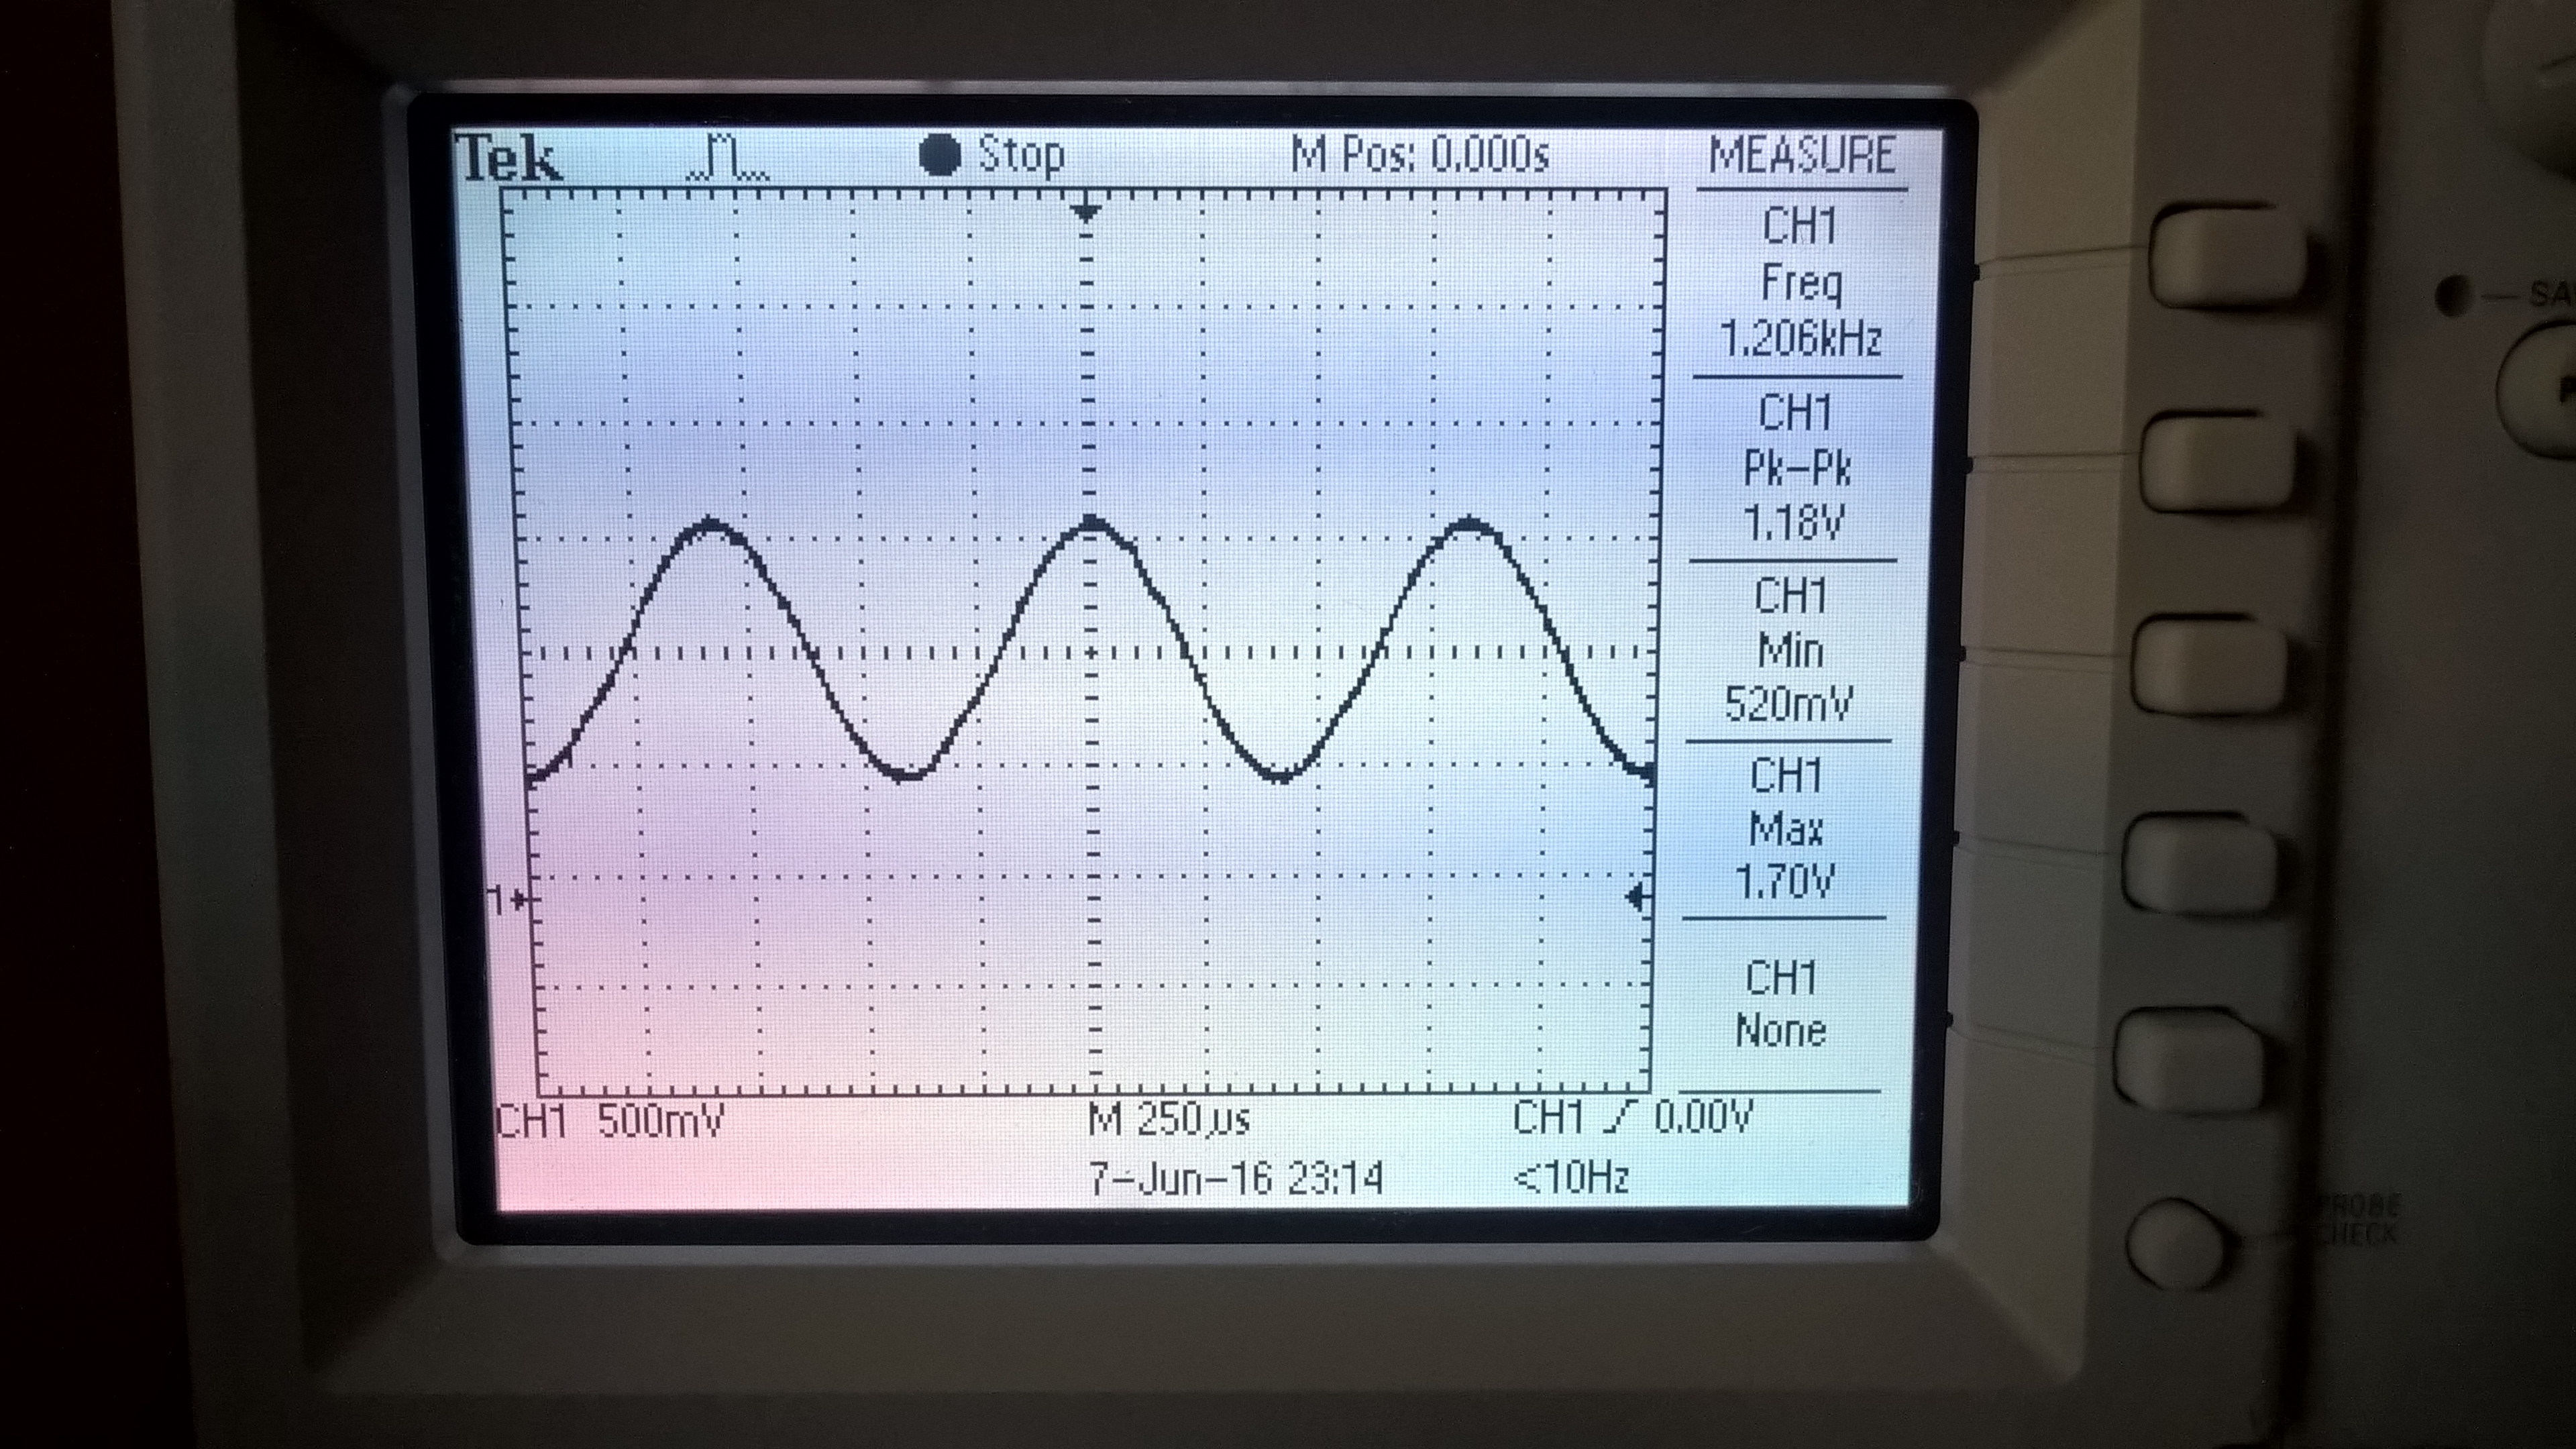 Tek Stop M Pos: 0.000s MEASURE
CH1
Freq
1.206kHz
CH1
Pk-Pk
1.18V
CH1
Min
520mV
CH1
Max
1.70V
CH1
None
1
CH1 500mV M 250µs CH1 0.00V
7-Jun-16 23:14 <10Hz
PROBE
CHECK